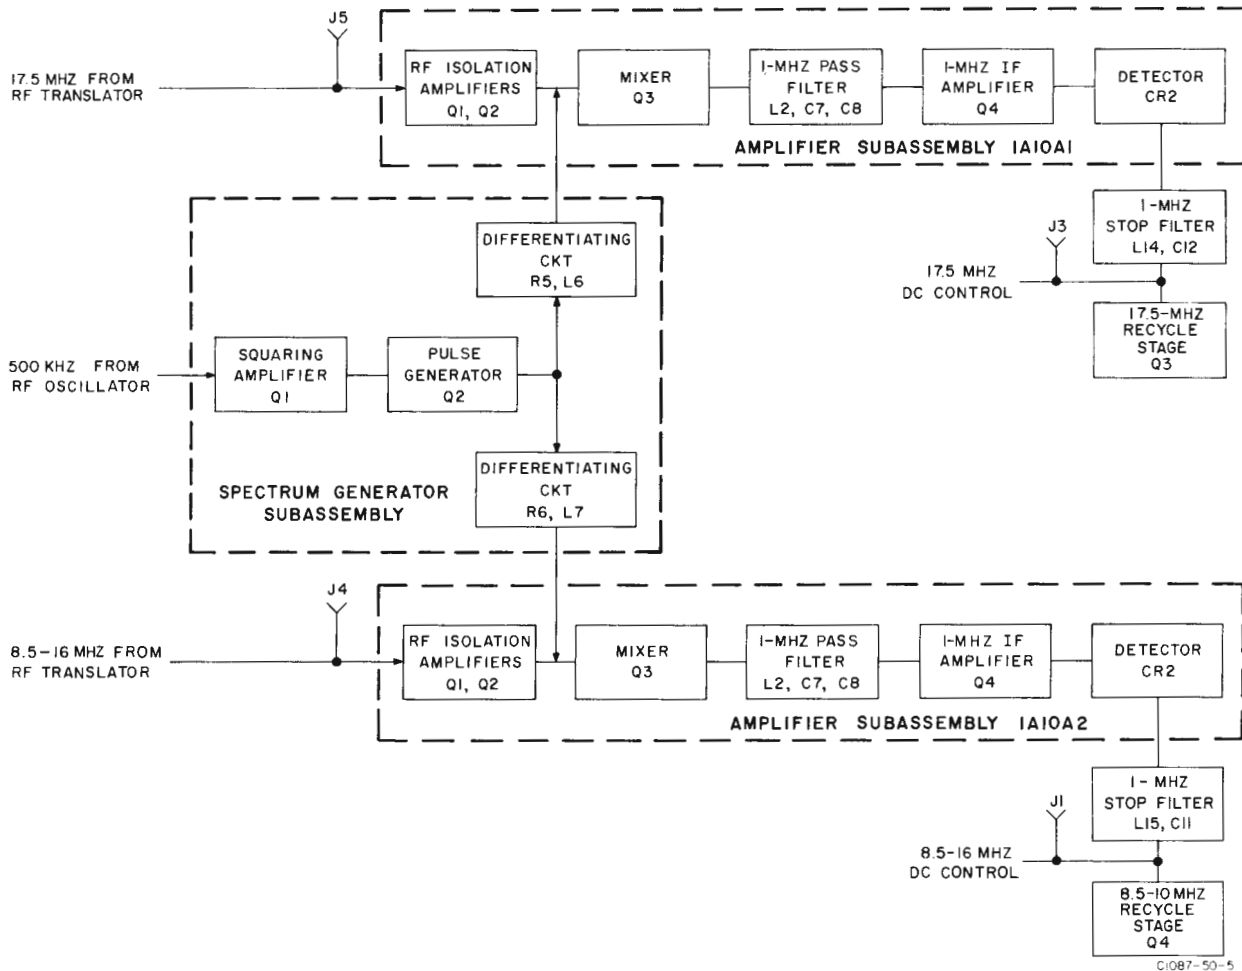 J5
17.5 MHZ FROM
RF TRANSLATOR
RF ISOLATION
AMPLIFIERS
Q1, Q2
MIXER
Q3
1-MHZ PASS
FILTER
L2, C7, C8
1-MHZ IF
AMPLIFIER
Q4
DETECTOR
CR2
AMPLIFIER SUBASSEMBLY 1A10A1
1-MHZ
STOP FILTER
L14, C12
J3
17.5 MHZ
DC CONTROL
17.5-MHZ
RECYCLE
STAGE
Q3
DIFFERENTIATING
CKT
R5, L6
500 KHZ FROM
RF OSCILLATOR
SQUARING
AMPLIFIER
Q1
PULSE
GENERATOR
Q2
DIFFERENTIATING
CKT
R6, L7
SPECTRUM GENERATOR
SUBASSEMBLY
J4
8.5-16 MHZ FROM
RF TRANSLATOR
RF ISOLATION
AMPLIFIERS
Q1, Q2
MIXER
Q3
1-MHZ PASS
FILTER
L2, C7, C8
1-MHZ IF
AMPLIFIER
Q4
DETECTOR
CR2
AMPLIFIER SUBASSEMBLY 1A10A2
1-MHZ
STOP FILTER
L15, C11
J1
8.5-16 MHZ
DC CONTROL
8.5-10 MHZ
RECYCLE
STAGE
Q4
C1087-50-5